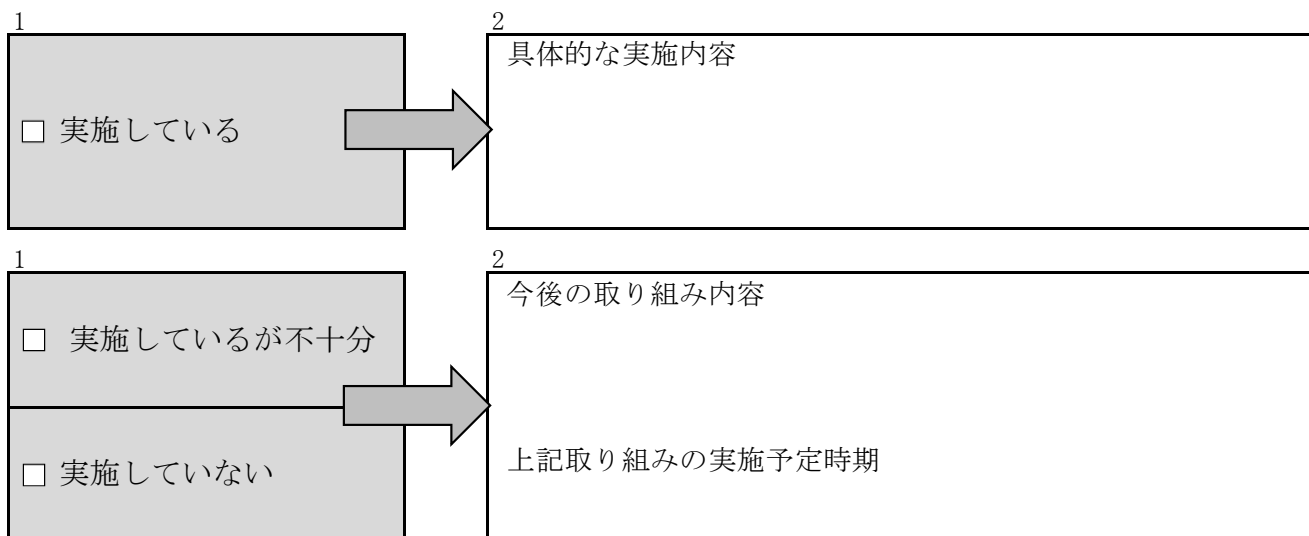 1
2
□ 実施している
具体的な実施内容
1
2
□ 実施しているが不十分
□ 実施していない
今後の取り組み内容
上記取り組みの実施予定時期